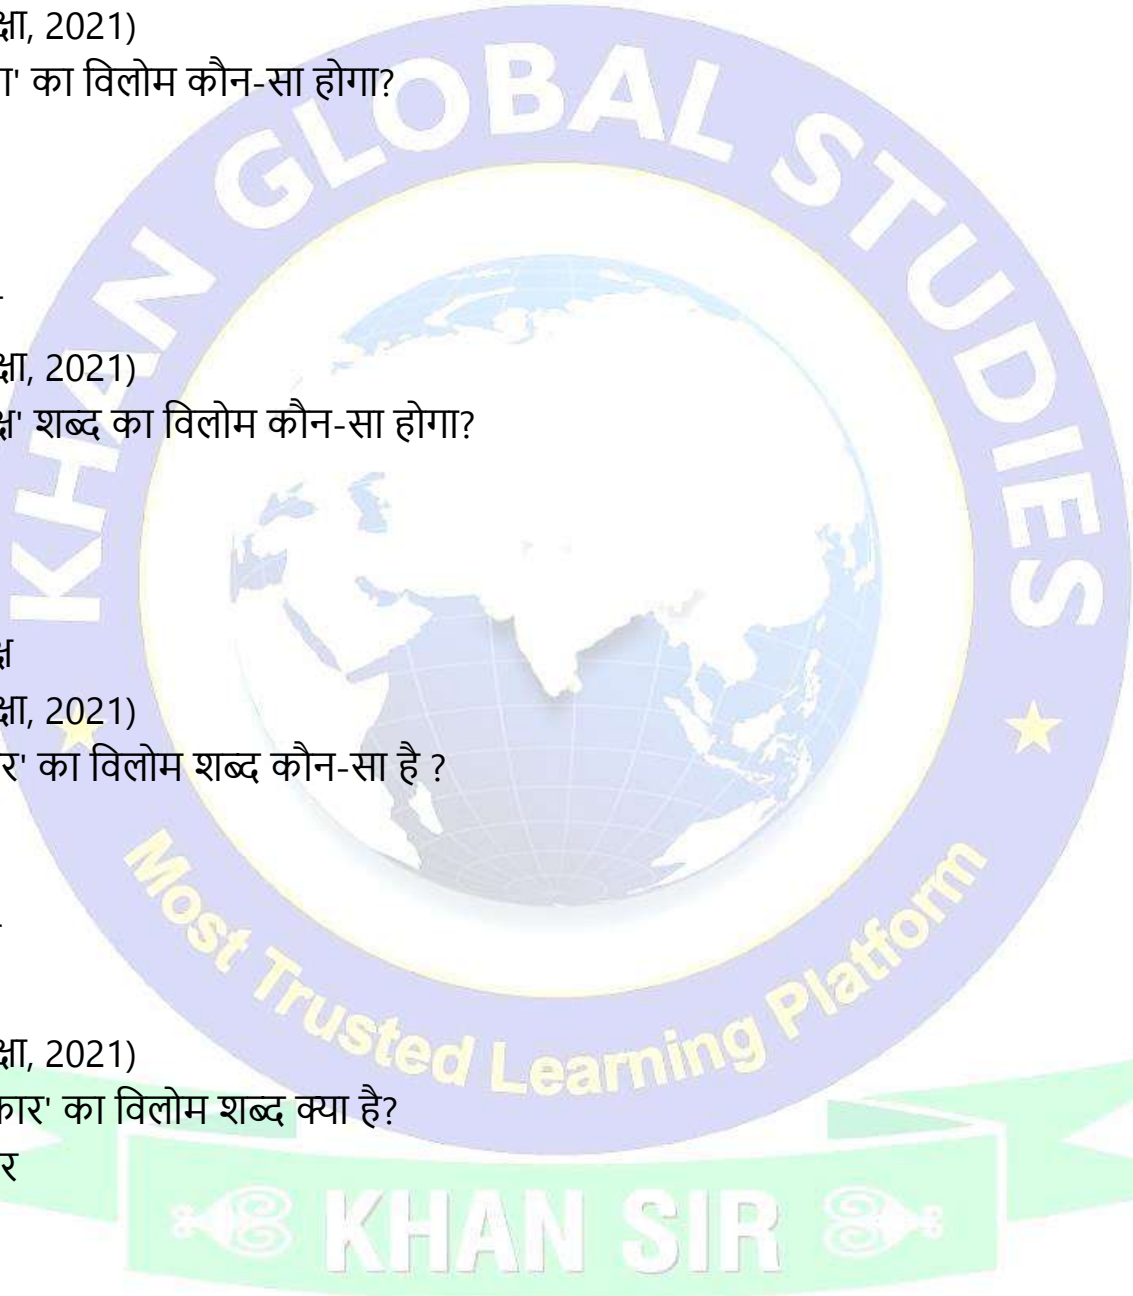 क्षा, 2021)
ा' का विलोम कौन-सा होगा?
क्षा, 2021)
क्ष' शब्द का विलोम कौन-सा होगा?
क्ष
क्षा, 2021)
र' का विलोम शब्द कौन-सा है ?
क्षा, 2021)
कार' का विलोम शब्द क्या है?
र
KHAN GLOBAL STUDIES
Most Trusted Learning Platform
KHAN SIR